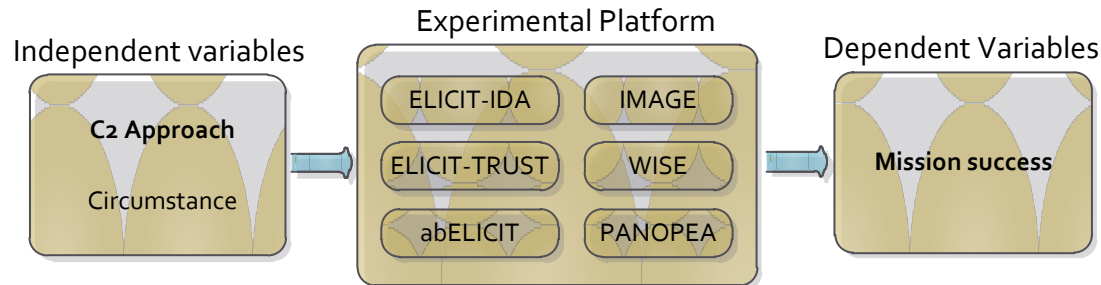 Experimental Platform
Independent variables
Dependent Variables
C2 Approach
Circumstance
ELICIT-IDA
IMAGE
ELICIT-TRUST
WISE
abELICIT
PANOPEA
Mission success